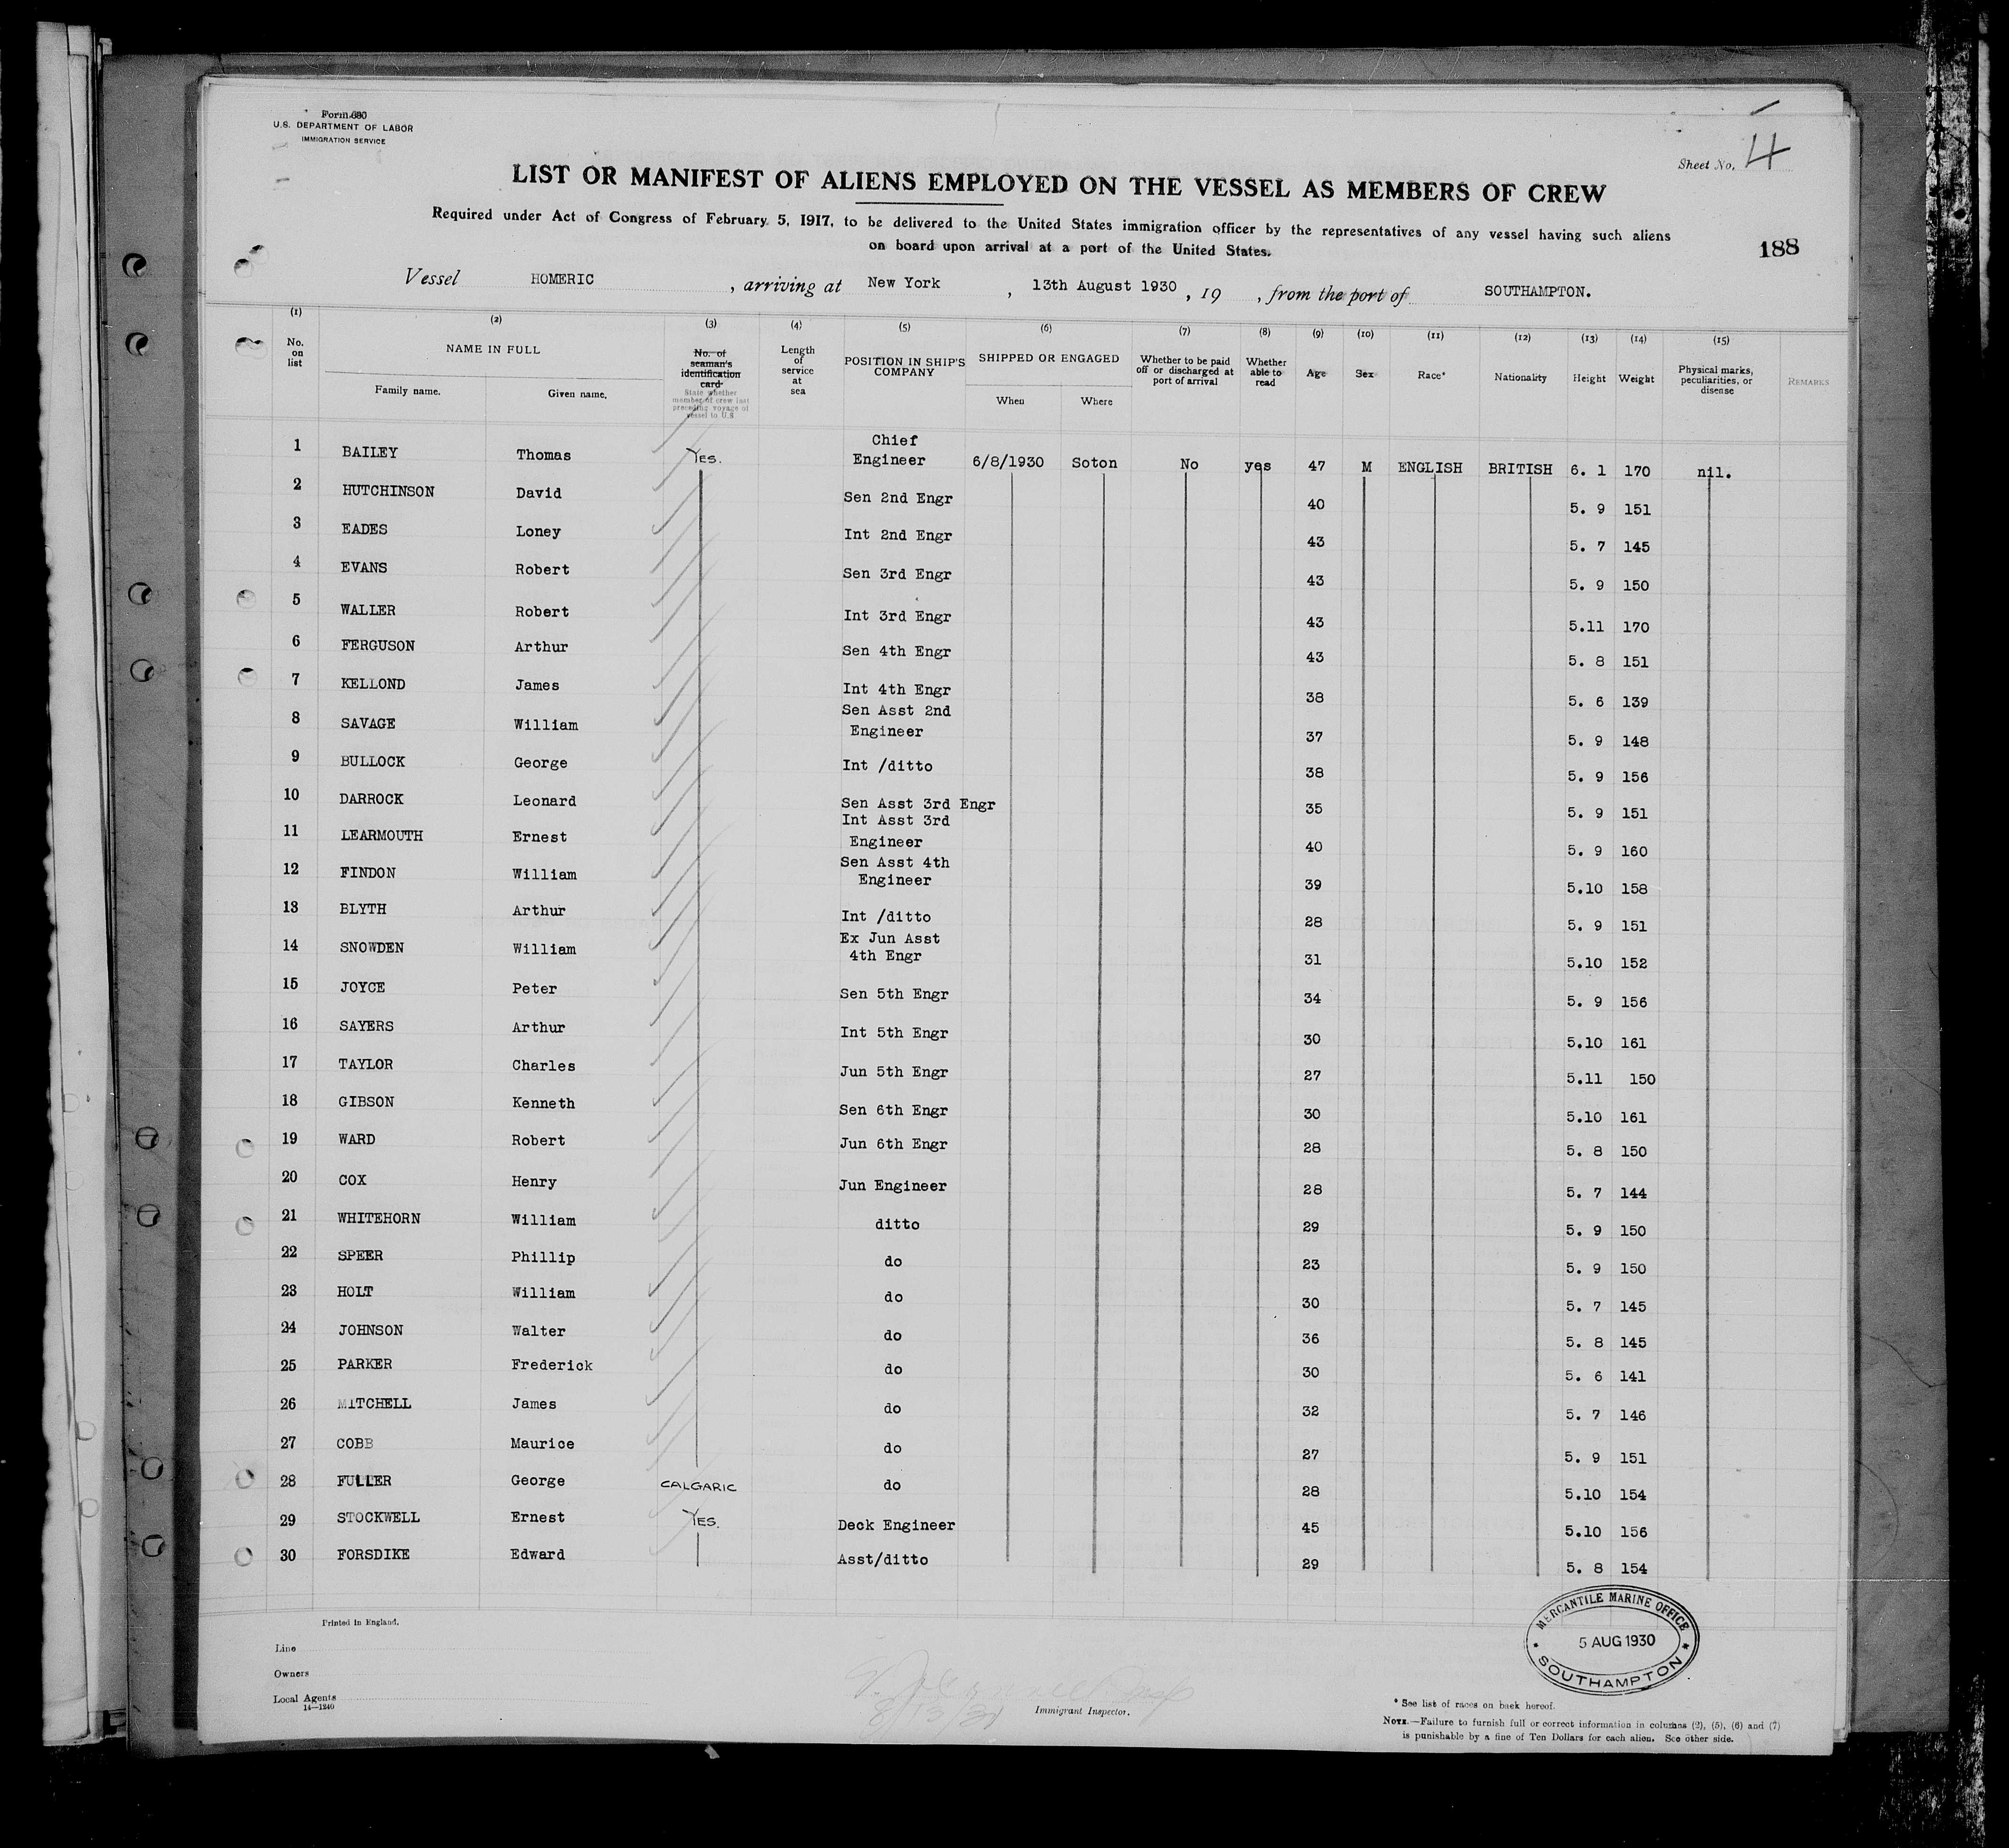 Form 680
U.S. DEPARTMENT OF LABOR
IMMIGRATION SERVICE
Sheet No. 4
LIST OR MANIFEST OF ALIENS EMPLOYED ON THE VESSEL AS MEMBERS OF CREW
Required under Act of Congress of February 5, 1917, to be delivered to the United States immigration officer by the representatives of any vessel having such aliens
on board upon arrival at a port of the United States.
188
Vessel HOMERIC , arriving at New York , 13th August 1930 , 19 , from the port of SOUTHAMPTON.
(1) (2) (3) (4) (5) (6) (7) (8) (9) (10) (11) (12) (13) (14) (15)
No. on list NAME IN FULL Family name. Given name. No. of seaman's identification card State whether member of crew last preceding voyage of vessel to U.S. Length of service at sea POSITION IN SHIP'S COMPANY SHIPPED OR ENGAGED When Where Whether to be paid off or discharged at port of arrival Whether able to read Age Sex Race* Nationality Height Weight Physical marks, peculiarities, or disease REMARKS
1 BAILEY Thomas Yes. Chief Engineer 6/8/1930 Soton No yes 47 M ENGLISH BRITISH 6. 1 170 nil.
2 HUTCHINSON David Sen 2nd Engr 40 5. 9 151
3 EADES Loney Int 2nd Engr 43 5. 7 145
4 EVANS Robert Sen 3rd Engr 43 5. 9 150
5 WALLER Robert Int 3rd Engr 43 5.11 170
6 FERGUSON Arthur Sen 4th Engr 43 5. 8 151
7 KELLOND James Int 4th Engr 38 5. 6 139
8 SAVAGE William Sen Asst 2nd Engineer 37 5. 9 148
9 BULLOCK George Int /ditto 38 5. 9 156
10 DARROCK Leonard Sen Asst 3rd Engr 35 5. 9 151
11 LEARMOUTH Ernest Int Asst 3rd Engineer 40 5. 9 160
12 FINDON William Sen Asst 4th Engineer 39 5.10 158
13 BLYTH Arthur Int /ditto 28 5. 9 151
14 SNOWDEN William Ex Jun Asst 4th Engr 31 5.10 152
15 JOYCE Peter Sen 5th Engr 34 5. 9 156
16 SAYERS Arthur Int 5th Engr 30 5.10 161
17 TAYLOR Charles Jun 5th Engr 27 5.11 150
18 GIBSON Kenneth Sen 6th Engr 30 5.10 161
19 WARD Robert Jun 6th Engr 28 5. 8 150
20 COX Henry Jun Engineer 28 5. 7 144
21 WHITEHORN William ditto 29 5. 9 150
22 SPEER Phillip do 23 5. 9 150
23 HOLT William do 30 5. 7 145
24 JOHNSON Walter do 36 5. 8 145
25 PARKER Frederick do 30 5. 6 141
26 MITCHELL James do 32 5. 7 146
27 COBB Maurice do 27 5. 9 151
28 FULLER George CALGARIC do 28 5.10 154
29 STOCKWELL Ernest YES. Deck Engineer 45 5.10 156
30 FORSDIKE Edward Asst/ditto 29 5. 8 154
Printed in England.
MERCANTILE MARINE OFFICE
5 AUG 1930
SOUTHAMPTON
Line
Owners
Local Agents
14—1240
Immigrant Inspector.
* See list of races on back hereof.
NOTE.—Failure to furnish full or correct information in columns (2), (5), (6) and (7)
is punishable by a fine of Ten Dollars for each alien. See other side.